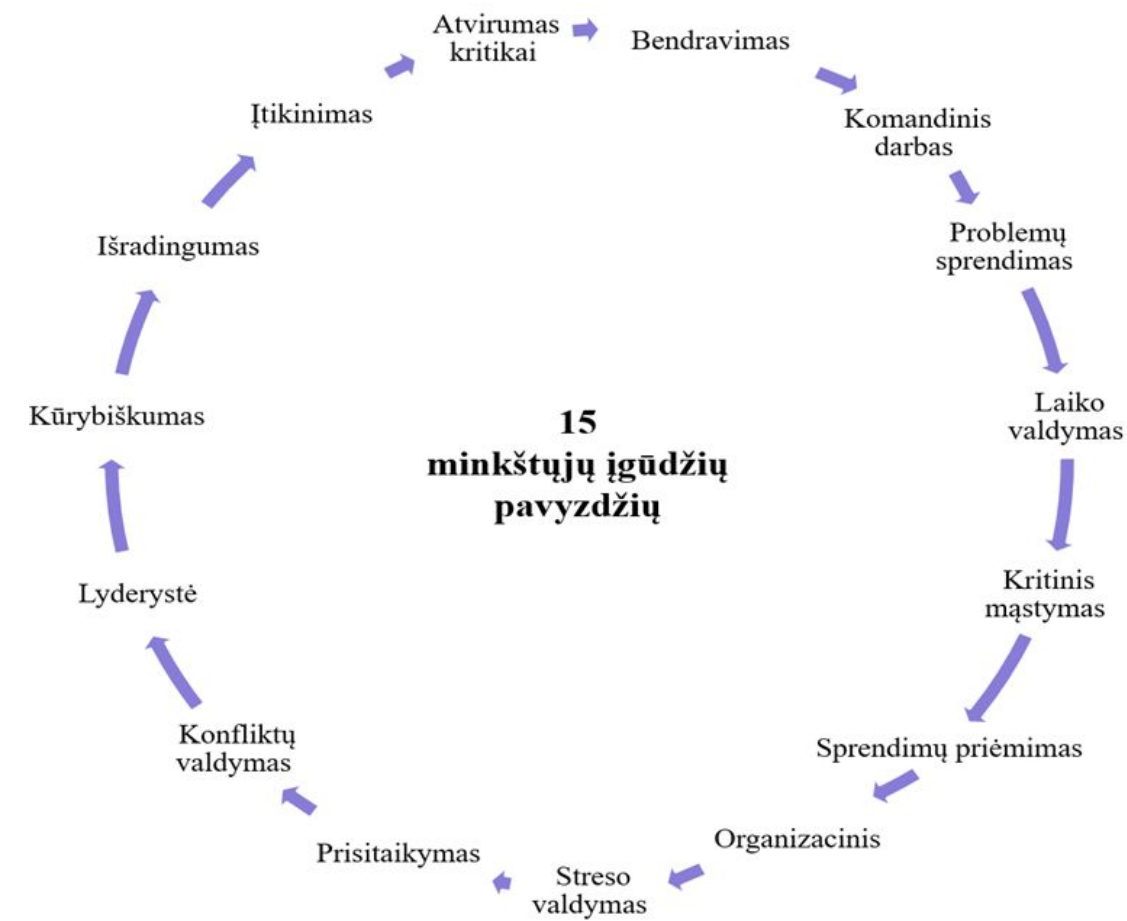 Atvirumas
kritikai
Bendravimas
Komandinis
darbas
Problemų
sprendimas
Laiko
valdymas
Kritinis
mąstymas
Sprendimų priėmimas
Organizacinis
Streso
valdymas
Prisitaikymas
Konfliktų
valdymas
Lyderystė
Kūrybiškumas
Išradingumas
Įtikinimas
15
minkštųjų įgūdžių
pavyzdžių